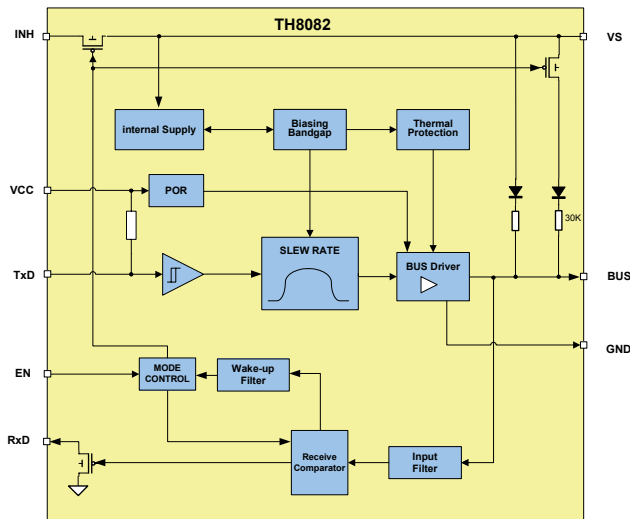 TH8082
INH
VS
internal Supply
Biasing
Bandgap
Thermal
Protection
VCC
POR
30K
TxD
SLEW RATE
BUS Driver
BUS
GND
EN
MODE
CONTROL
Wake-up
Filter
RxD
Receive
Comparator
Input
Filter